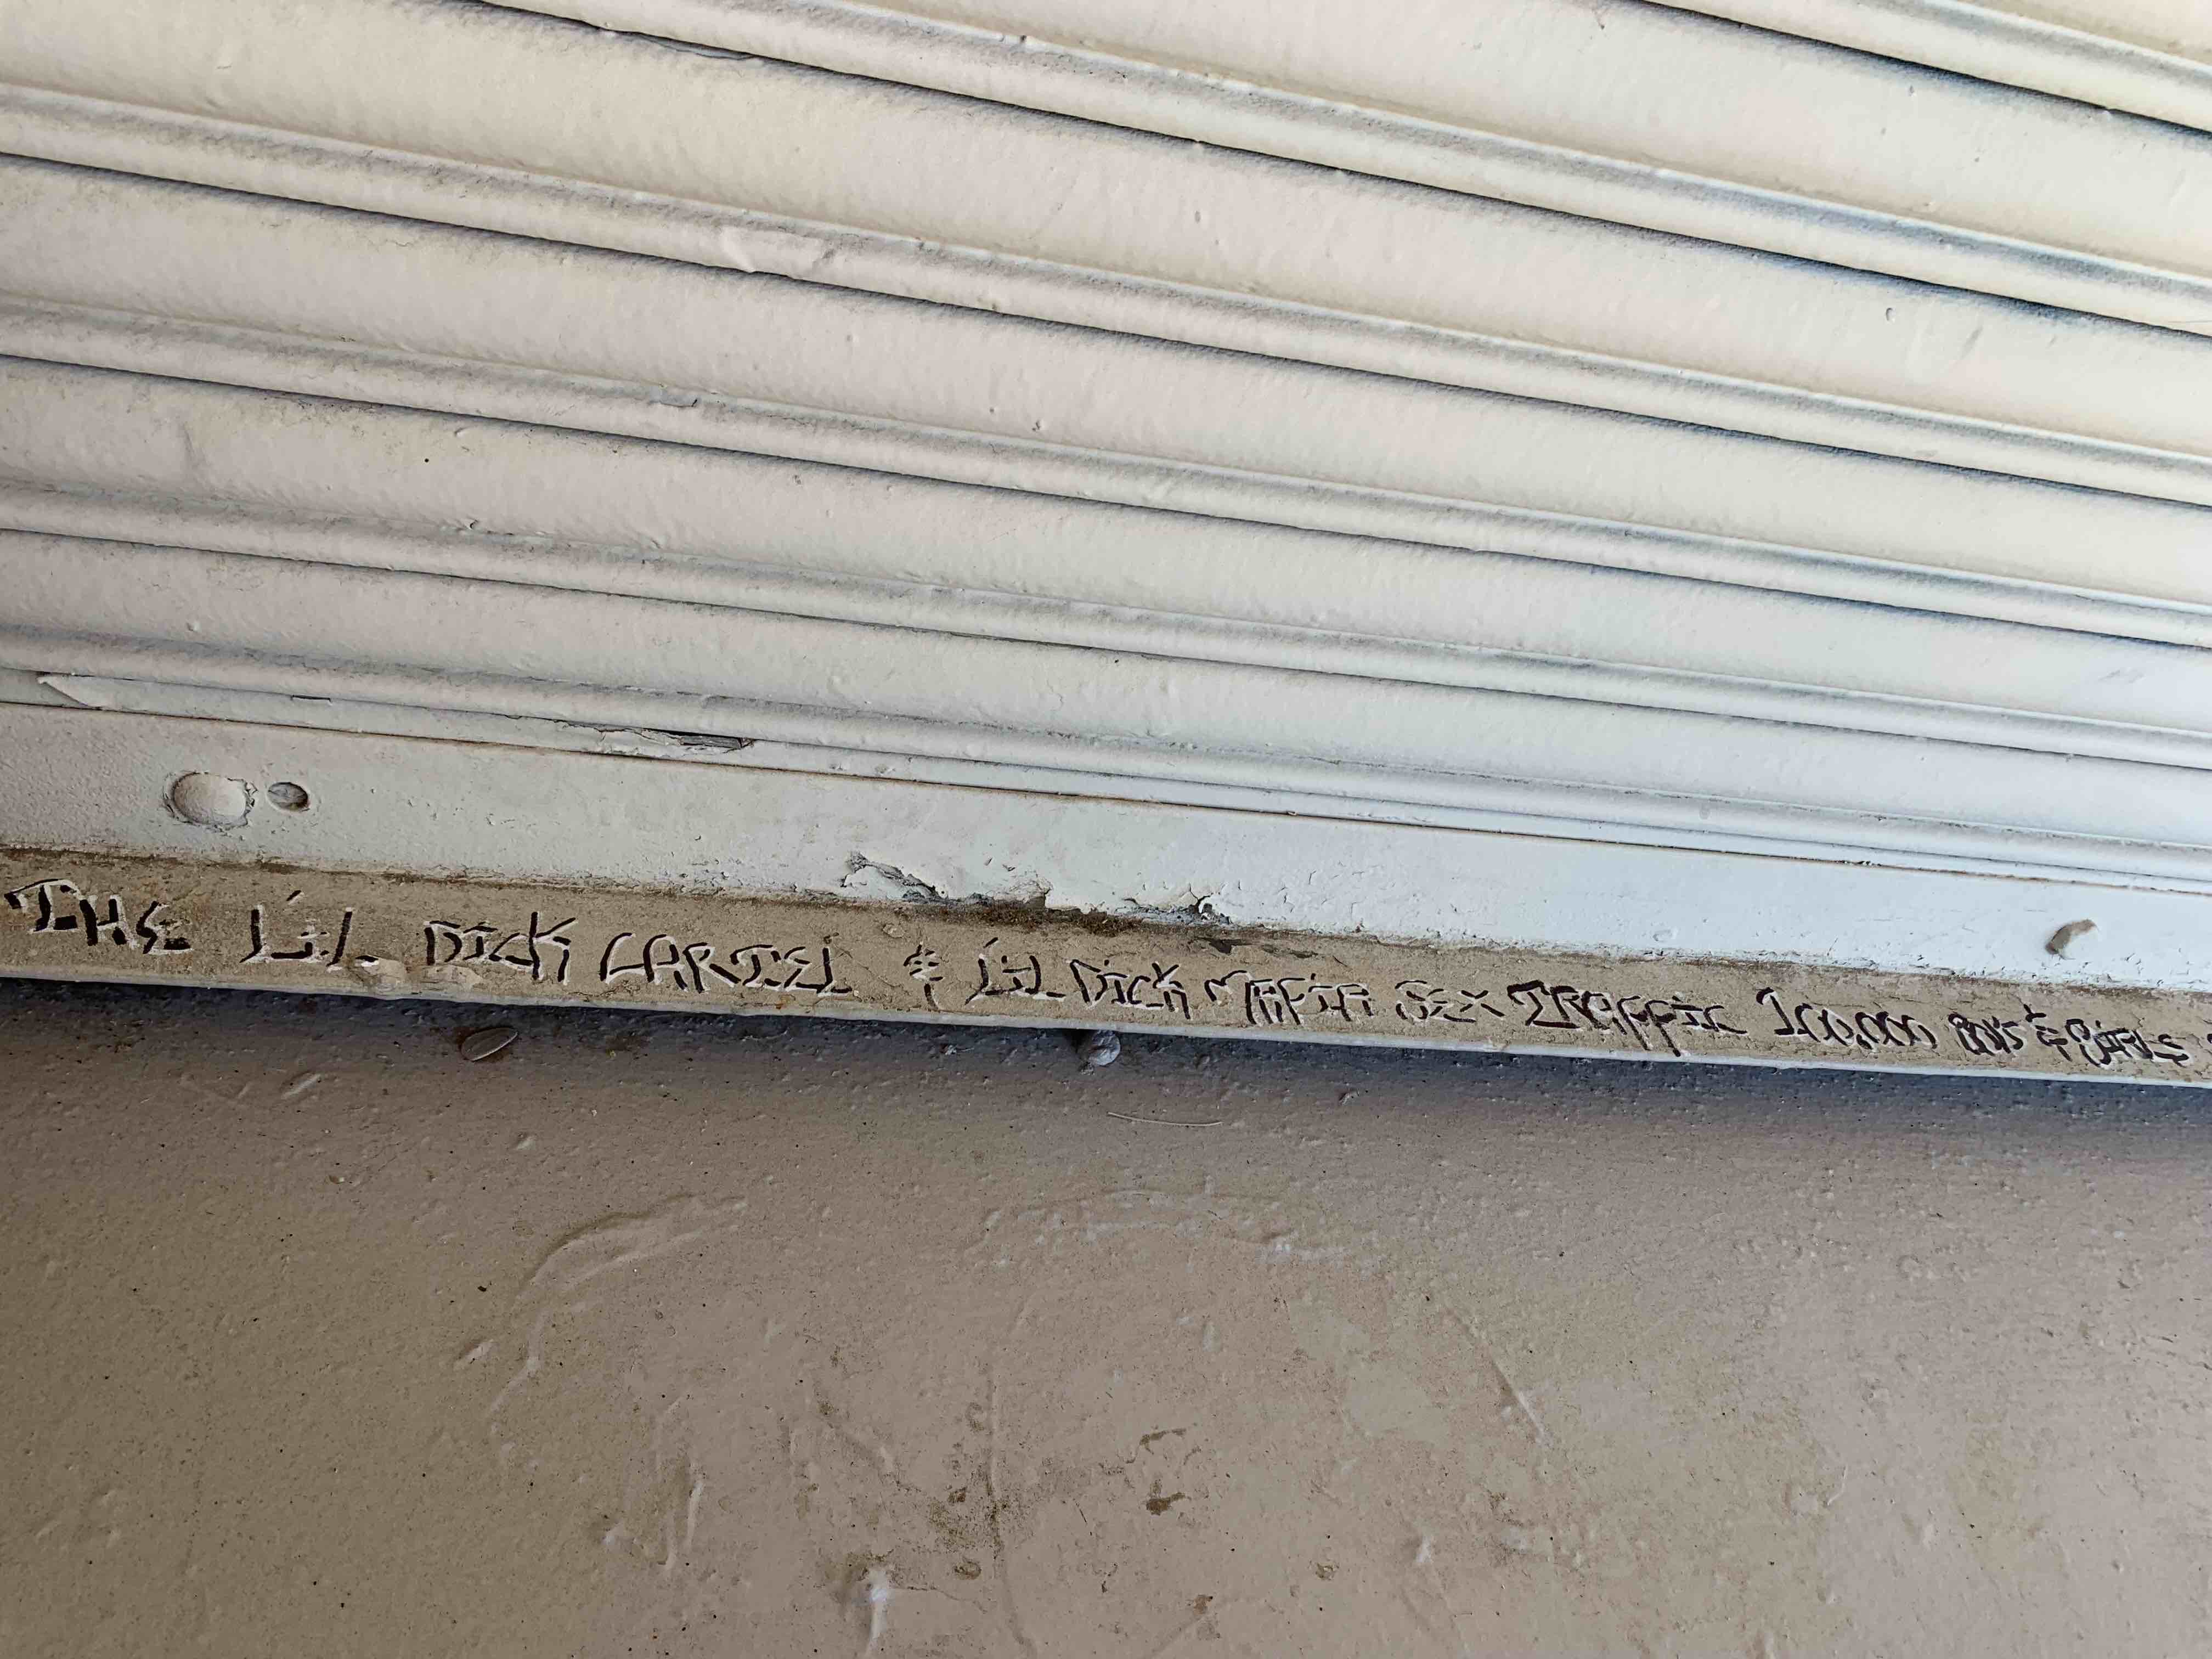 THE LIL DICK CARTEL & LIL DICK MAFIA SEX TRAFFIC 100,000 BOYS & GIRLS